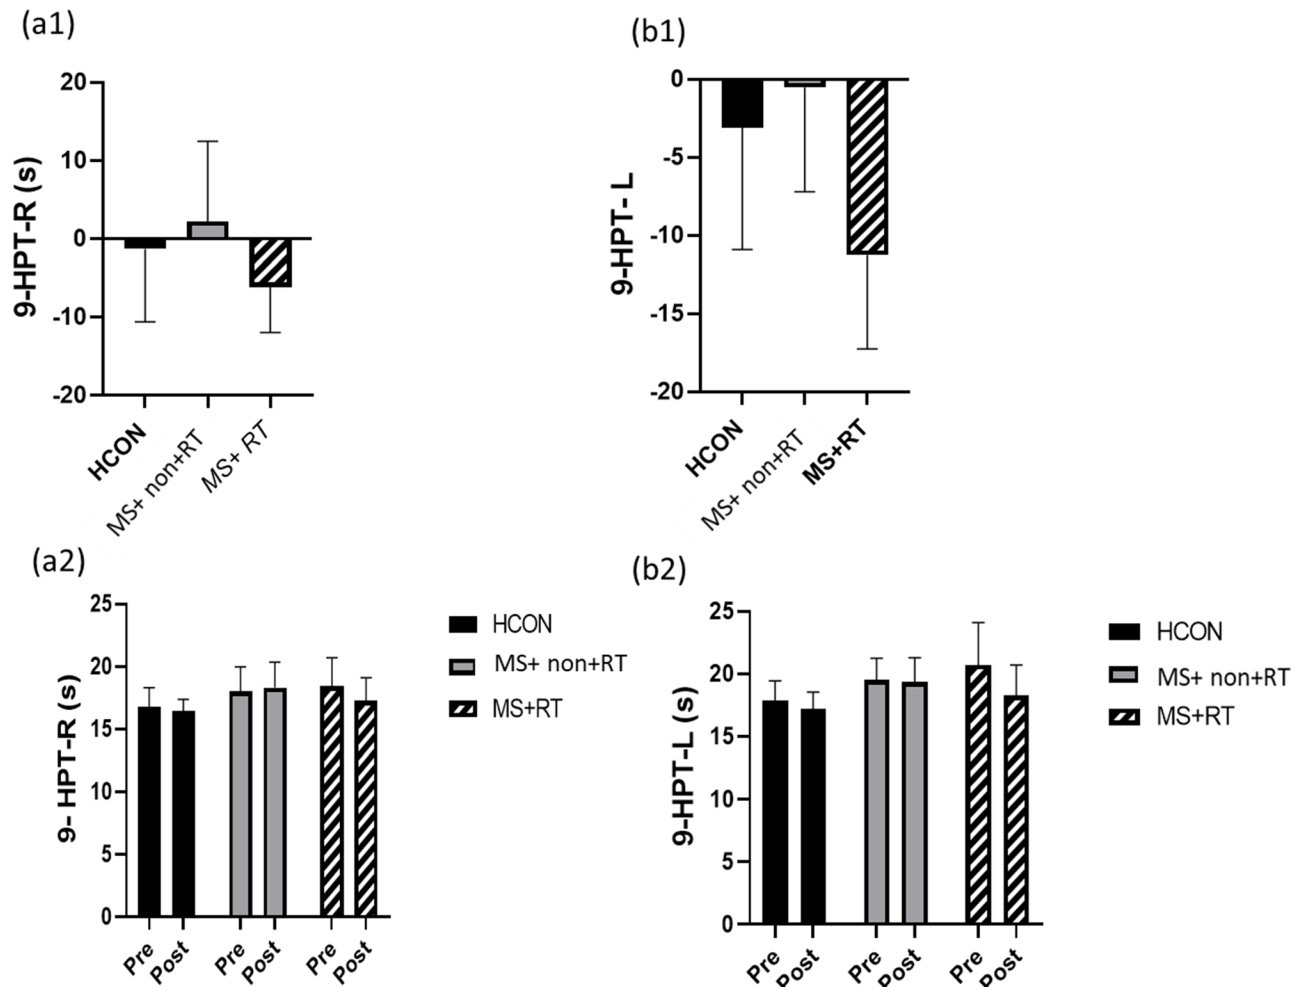 (a1)
9-HPT-R (s)
20
10
0
-10
-20
HCON
MS+ non+RT
MS+ RT
(b1)
9-HPT- L
0
-5
-10
-15
-20
HCON
MS+ non+RT
MS+RT
(a2)
9- HPT-R (s)
25
20
15
10
5
0
Pre
Post
Pre
Post
Pre
Post
HCON
MS+ non+RT
MS+RT
(b2)
9-HPT-L (s)
25
20
15
10
5
0
Pre
Post
Pre
Post
Pre
Post
HCON
MS+ non+RT
MS+RT